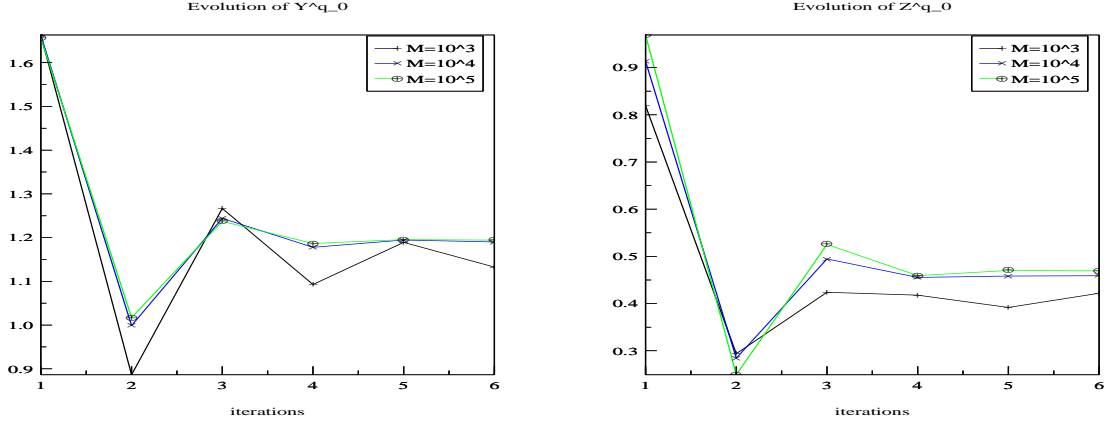 Evolution of Y^q_0
M=10^3
M=10^4
M=10^5
1.6
1.5
1.4
1.3
1.2
1.1
1.0
0.9
1 2 3 4 5 6
iterations
Evolution of Z^q_0
M=10^3
M=10^4
M=10^5
0.9
0.8
0.7
0.6
0.5
0.4
0.3
1 2 3 4 5 6
iterations